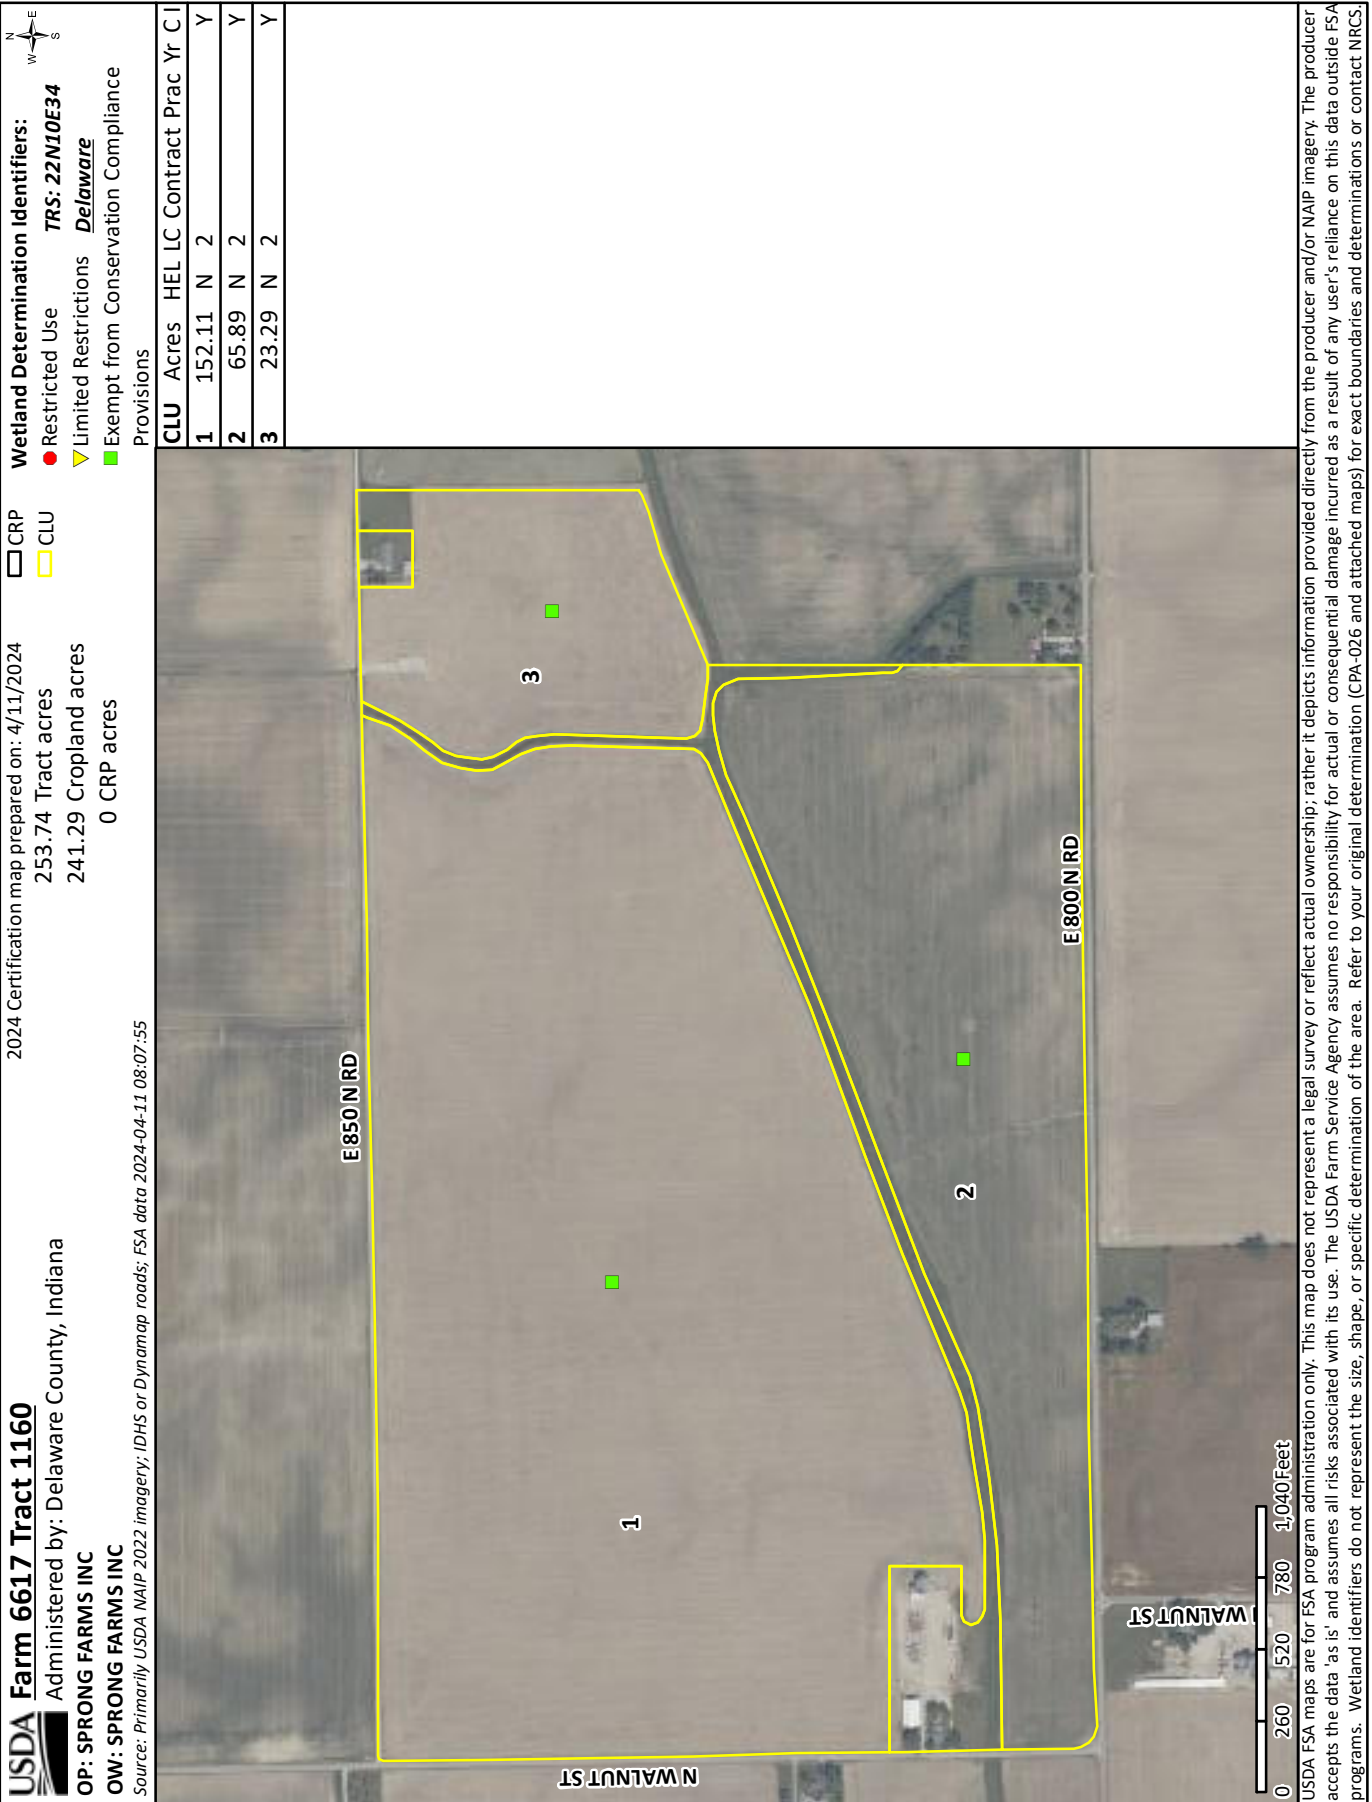 USDA Farm 6617 Tract 1160
Administered by: Delaware County, Indiana
OP: SPRONG FARMS INC
OW: SPRONG FARMS INC
Source: Primarily USDA NAIP 2022 imagery; IDHS or Dynamap roads; FSA data 2024-04-11 08:07:55
2024 Certification map prepared on: 4/11/2024
253.74 Tract acres
241.29 Cropland acres
0 CRP acres
CRP
CLU
Wetland Determination Identifiers:
Restricted Use
TRS: 22N10E34
Limited Restrictions
Delaware
Exempt from Conservation Compliance
Provisions
N
E
S
W
CLU Acres HEL LC Contract Prac Yr C I
1 152.11 N 2 Y
2 65.89 N 2 Y
3 23.29 N 2 Y
E 850 N RD
3
1
2
E 800 N RD
N WALNUT ST
N WALNUT ST
0 260 520 780 1,040 Feet
USDA FSA maps are for FSA program administration only. This map does not represent a legal survey or reflect actual ownership; rather it depicts information provided directly from the producer and/or NAIP imagery. The producer
accepts the data 'as is' and assumes all risks associated with its use. The USDA Farm Service Agency assumes no responsibility for actual or consequential damage incurred as a result of any user's reliance on this data outside FSA
programs. Wetland identifiers do not represent the size, shape, or specific determination of the area. Refer to your original determination (CPA-026 and attached maps) for exact boundaries and determinations or contact NRCS.